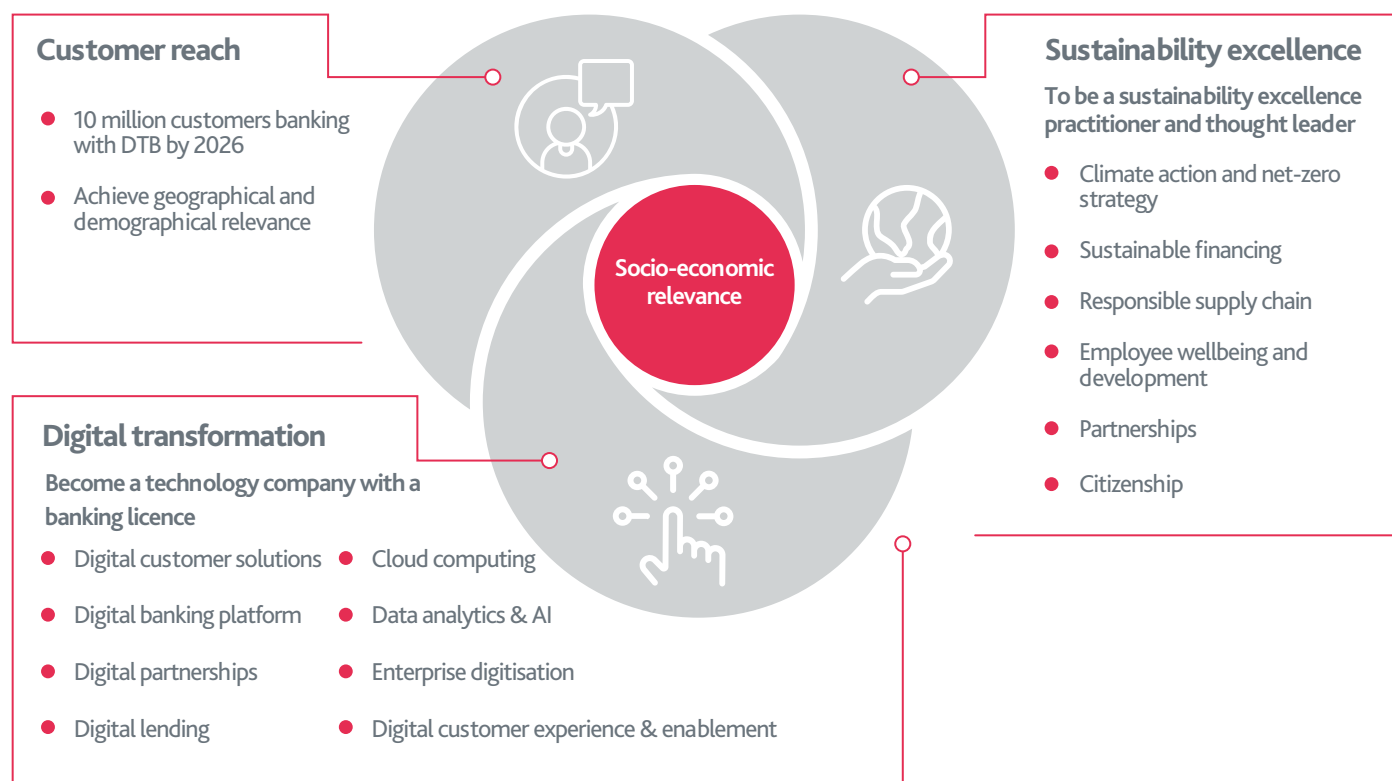 Customer reach
10 million customers banking
with DTB by 2026
Achieve geographical and
demographical relevance
Socio-economic
relevance
Sustainability excellence
To be a sustainability excellence
practitioner and thought leader
Climate action and net-zero
strategy
Sustainable financing
Responsible supply chain
Employee wellbeing and
development
Partnerships
Citizenship
Digital transformation
Become a technology company with a
banking licence
Digital customer solutions
Digital banking platform
Digital partnerships
Digital lending
Cloud computing
Data analytics & AI
Enterprise digitisation
Digital customer experience & enablement